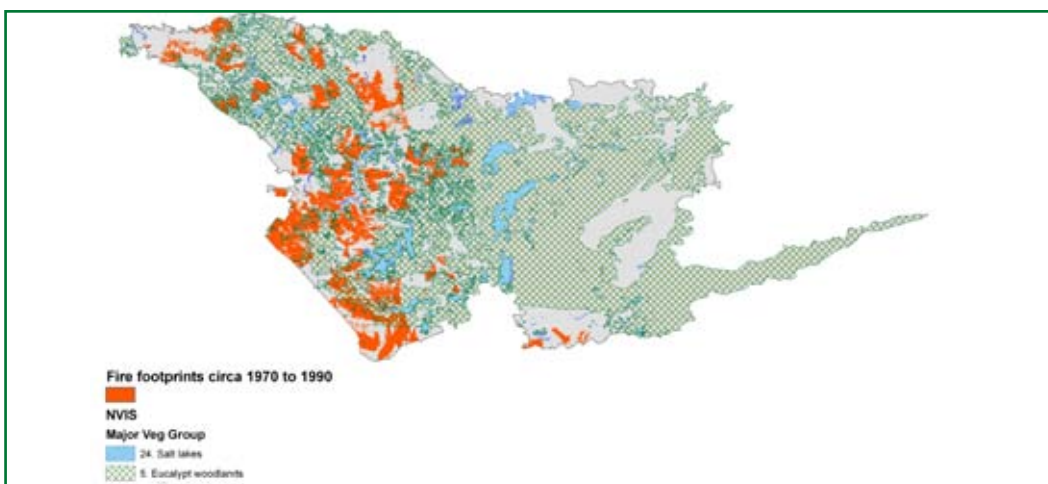 Fire footprints circa 1970 to 1990
NVIS
Major Veg Group
24. Salt lakes
5. Eucalypt woodlands